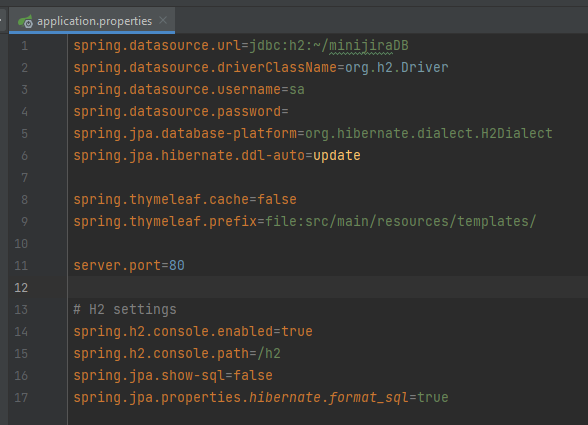 application.properties
1 spring.datasource.url=jdbc:h2:~/minijiraDB
2 spring.datasource.driverClassName=org.h2.Driver
3 spring.datasource.username=sa
4 spring.datasource.password=
5 spring.jpa.database-platform=org.hibernate.dialect.H2Dialect
6 spring.jpa.hibernate.ddl-auto=update
7
8 spring.thymeleaf.cache=false
9 spring.thymeleaf.prefix=file:src/main/resources/templates/
10
11 server.port=80
12
13 # H2 settings
14 spring.h2.console.enabled=true
15 spring.h2.console.path=/h2
16 spring.jpa.show-sql=false
17 spring.jpa.properties.hibernate.format_sql=true